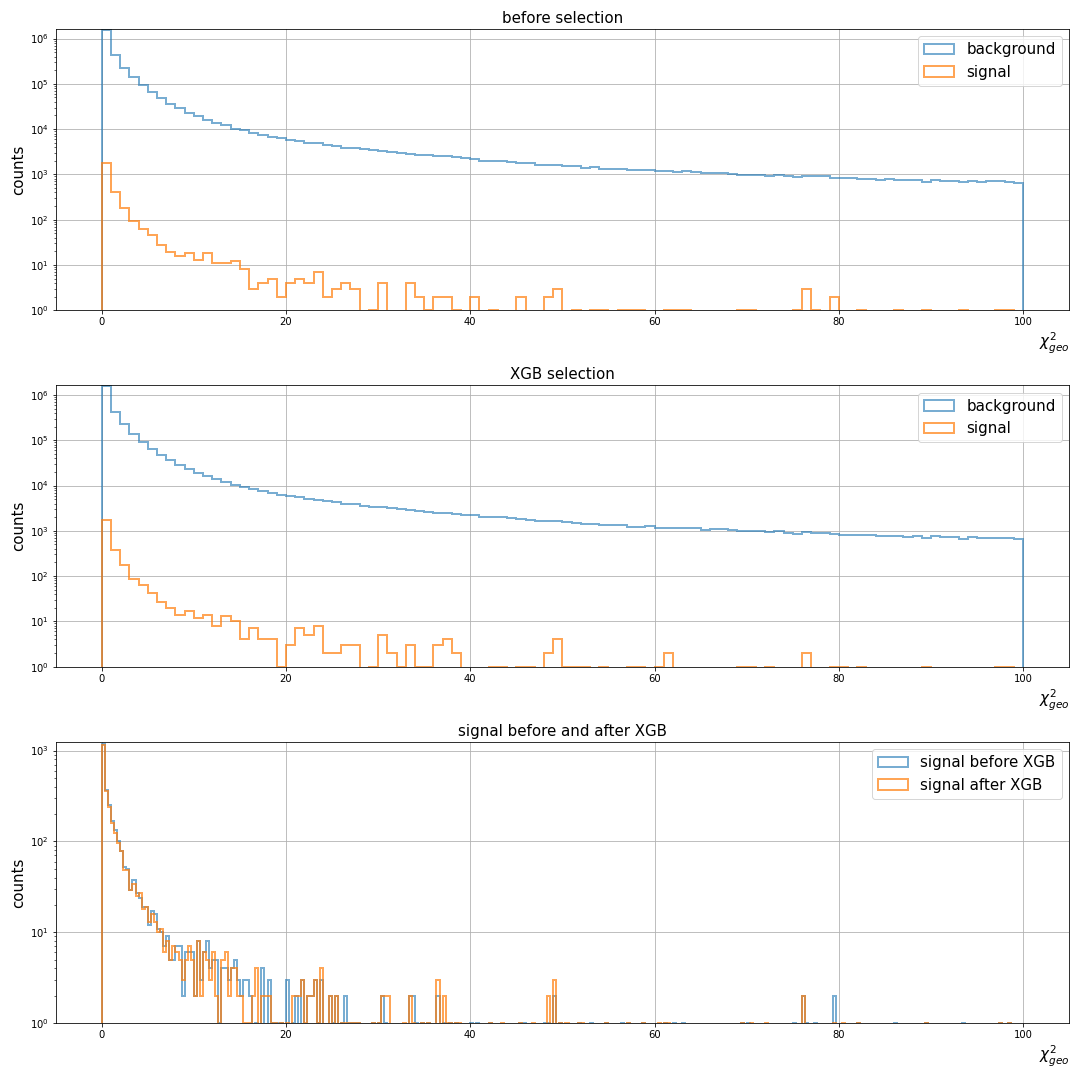 before selection
10⁶
10⁵
10⁴
10³
10²
10¹
10⁰
counts
background
signal
0 20 40 60 80 100
χ²geo
XGB selection
10⁶
10⁵
10⁴
10³
10²
10¹
10⁰
counts
background
signal
0 20 40 60 80 100
χ²geo
signal before and after XGB
10³
10²
10¹
10⁰
counts
signal before XGB
signal after XGB
0 20 40 60 80 100
χ²geo